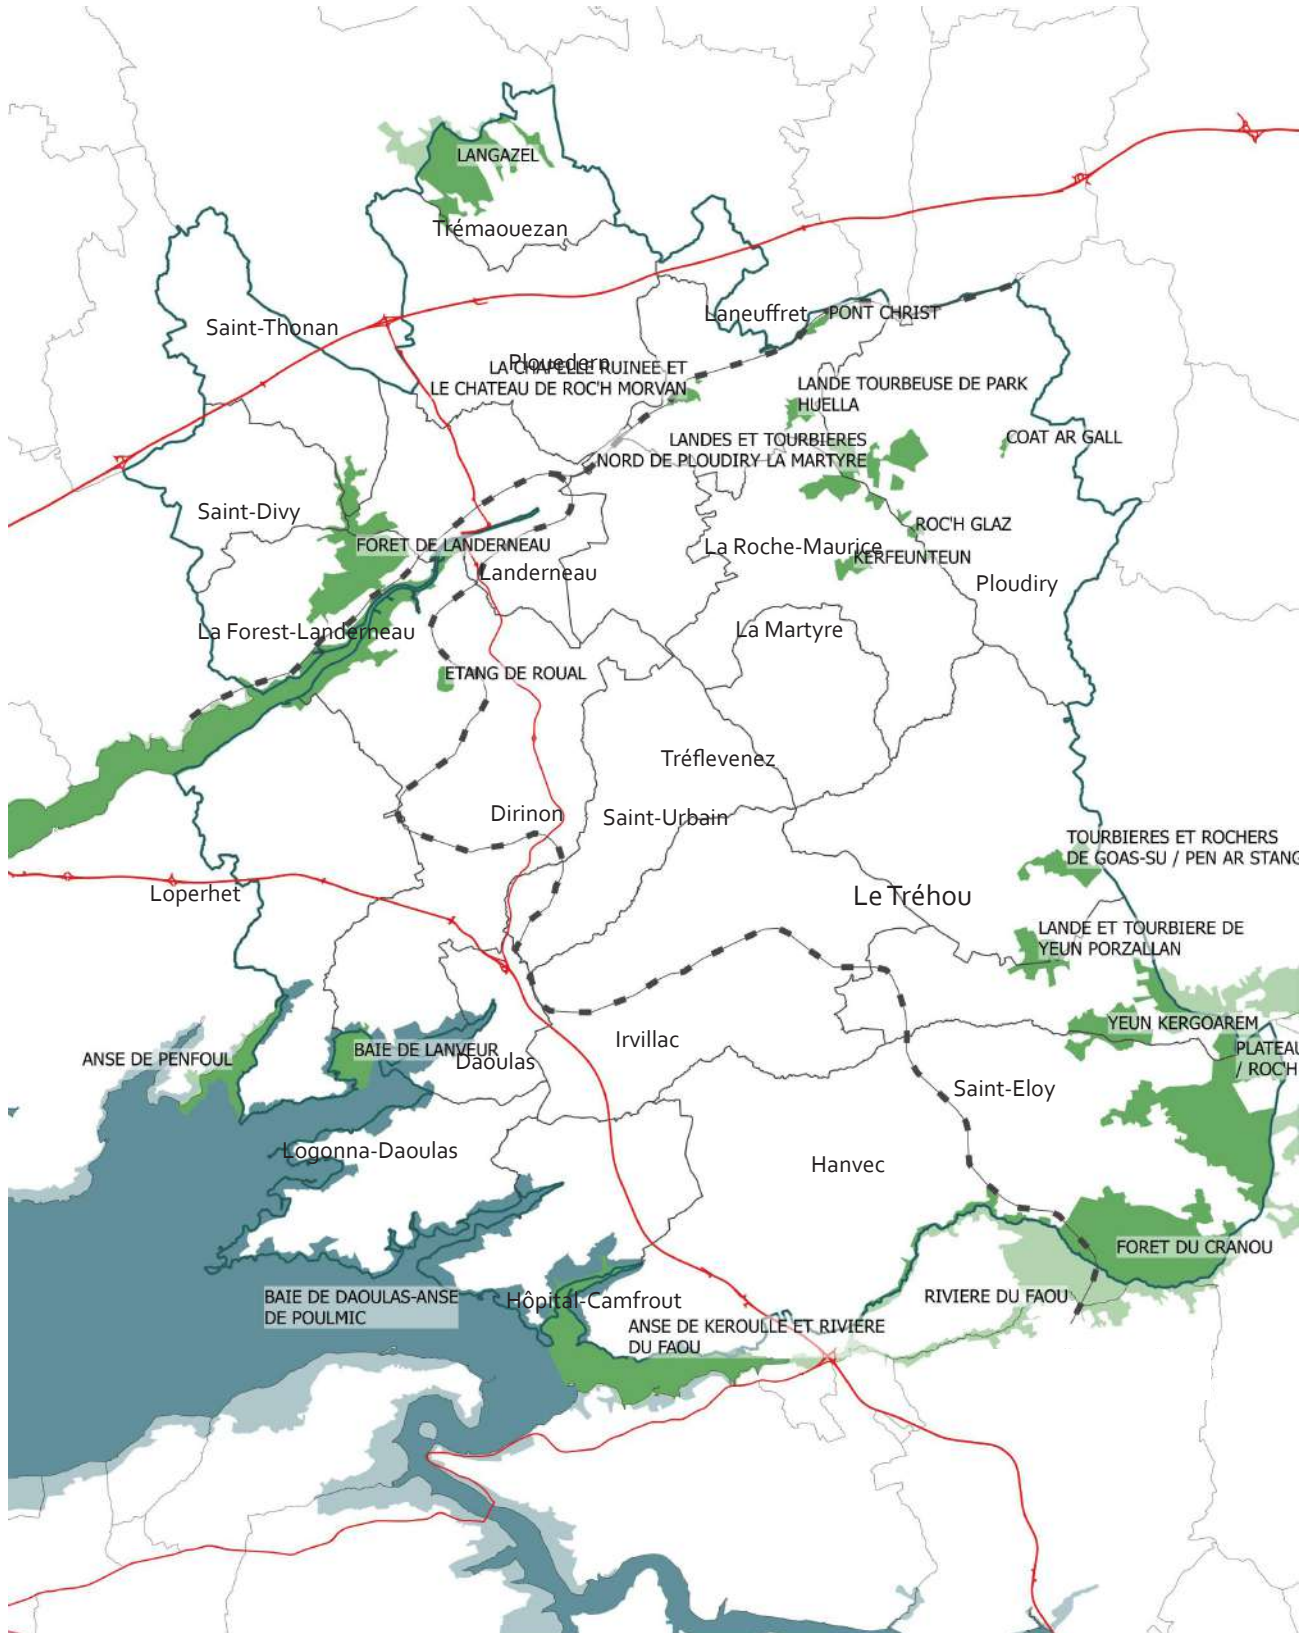 LANGAZEL
Trémaouezan
Saint-Thonan
Laneuffret
PONT CHRIST
Plouedern
LA CHAPELLE RUINEE ET
LE CHATEAU DE ROC'H MORVAN
LANDE TOURBEUSE DE PARK
HUELLA
LANDES ET TOURBIERES
NORD DE PLOUDIRY LA MARTYRE
COAT AR GALL
Saint-Divy
ROC'H GLAZ
FORET DE LANDERNEAU
La Roche-Maurice
KERFEUNTEUN
Landerneau
Ploudiry
La Forest-Landerneau
La Martyre
ETANG DE ROUAL
Tréflevenez
Dirinon
Saint-Urbain
TOURBIERES ET ROCHERS
DE GOAS-SU / PEN AR STANG
Loperhet
Le Tréhou
LANDE ET TOURBIERE DE
YEUN PORZALLAN
YEUN KERGOAREM
Irvillac
BAIE DE LANVEUR
ANSE DE PENFOUL
Daoulas
PLATEAU
/ ROC'H
Saint-Eloy
Logonna-Daoulas
Hanvec
FORET DU CRANOU
BAIE DE DAOULAS-ANSE
DE POULMIC
Hôpital-Camfrout
RIVIERE DU FAOU
ANSE DE KEROULLE ET RIVIERE
DU FAOU